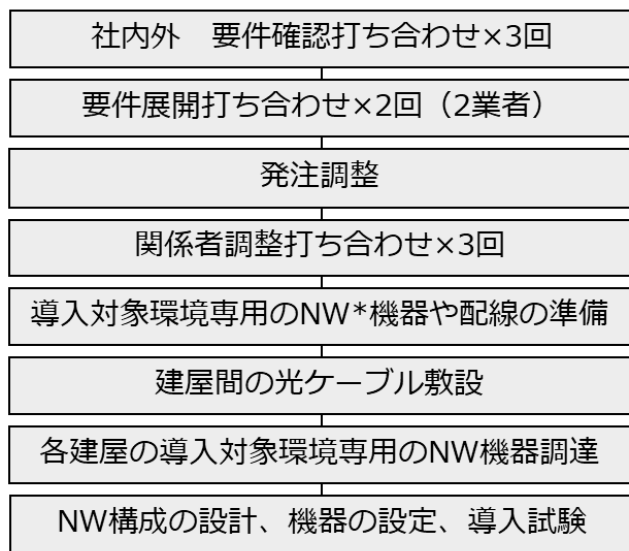 社内外　要件確認打ち合わせ×3回
要件展開打ち合わせ×2回（2業者）
発注調整
関係者調整打ち合わせ×3回
導入対象環境専用のNW*機器や配線の準備
建屋間の光ケーブル敷設
各建屋の導入対象環境専用のNW機器調達
NW構成の設計、機器の設定、導入試験